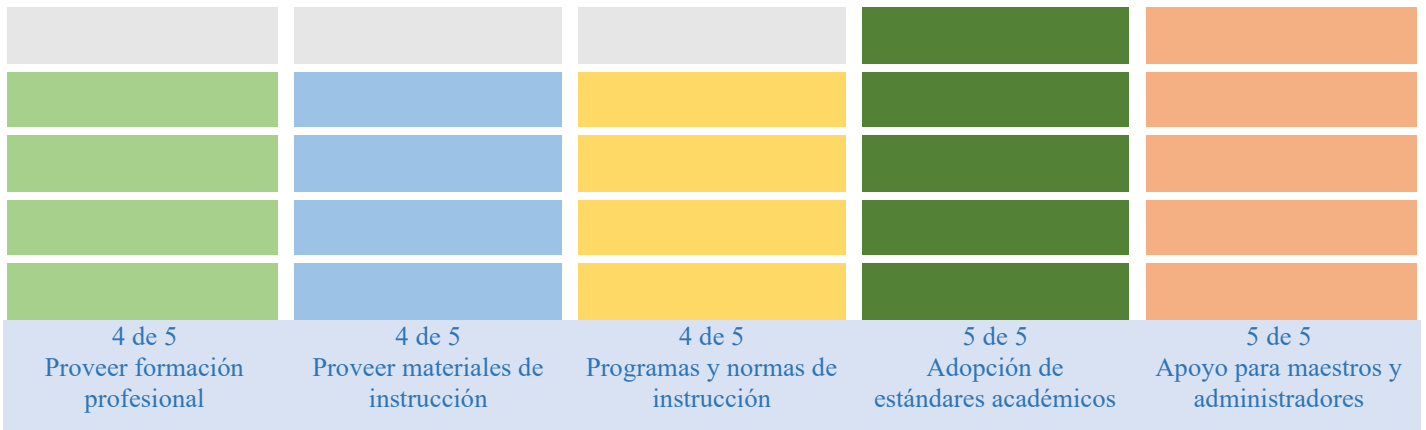 4 de 5
Proveer formación
profesional
4 de 5
Proveer materiales de
instrucción
4 de 5
Programas y normas de
instrucción
5 de 5
Adopción de
estándares académicos
5 de 5
Apoyo para maestros y
administradores